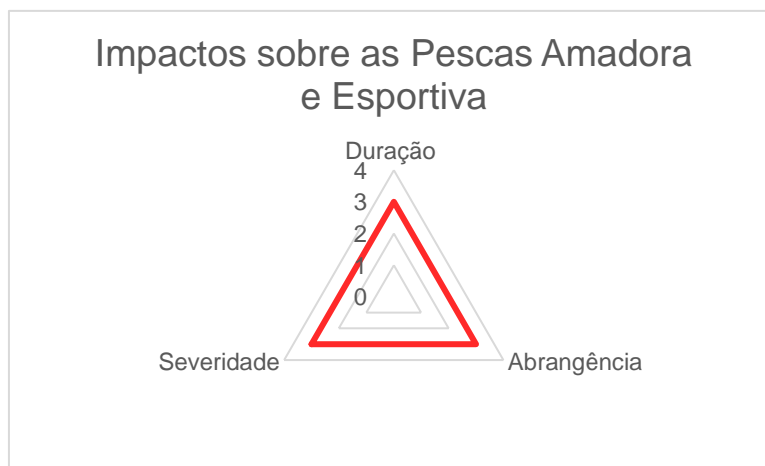 Impactos sobre as Pescas Amadora
e Esportiva
Duração
4
3
2
1
0
Severidade
Abrangência